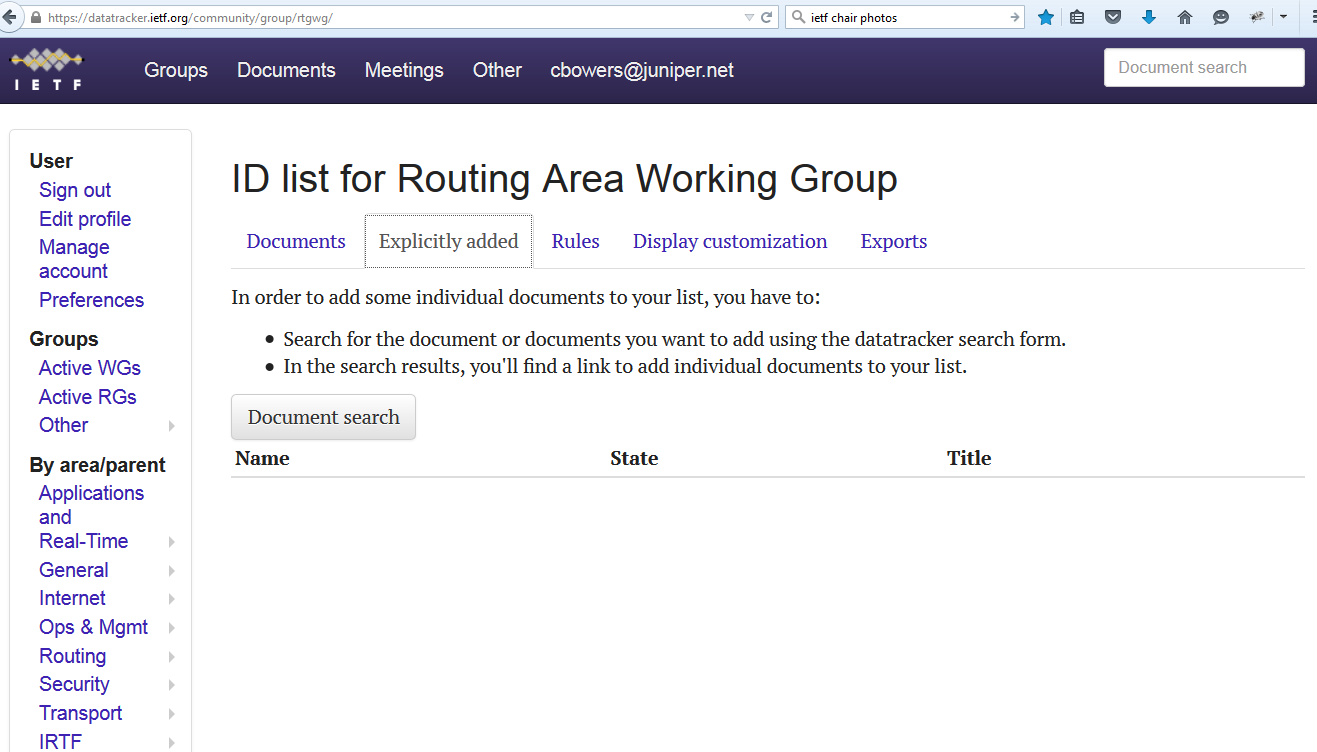 https://datatracker.ietf.org/community/group/rtgwg/
ietf chair photos
IETF
Groups Documents Meetings Other cbowers@juniper.net
Document search
User
Sign out
Edit profile
Manage
account
Preferences
Groups
Active WGs
Active RGs
Other
By area/parent
Applications
and
Real-Time
General
Internet
Ops & Mgmt
Routing
Security
Transport
IRTF
ID list for Routing Area Working Group
Documents Explicitly added Rules Display customization Exports
In order to add some individual documents to your list, you have to:
Search for the document or documents you want to add using the datatracker search form.
In the search results, you'll find a link to add individual documents to your list.
Document search
Name State Title